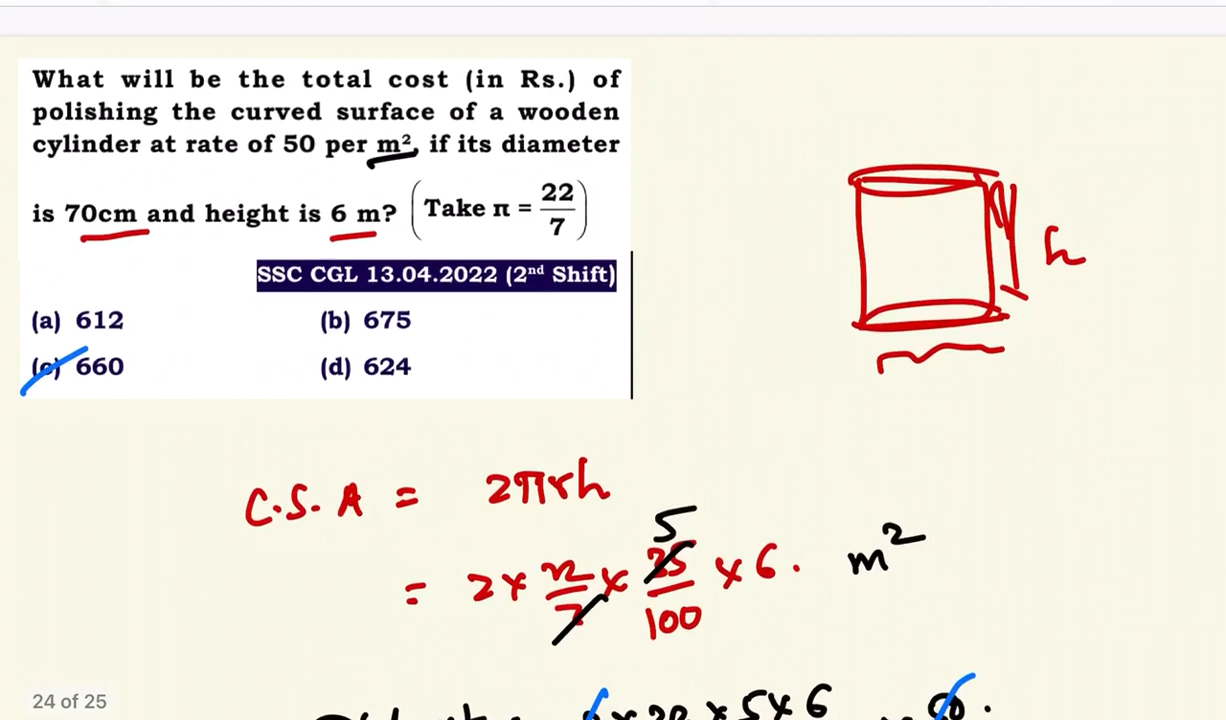 What will be the total cost (in Rs.) of
polishing the curved surface of a wooden
cylinder at rate of 50 per m², if its diameter
is 70cm and height is 6 m? (Take π = 22/7)
SSC CGL 13.04.2022 (2nd Shift)
(a) 612 (b) 675
(c) 660 (d) 624
h
C.S.A = 2πrh
= 2 × 22/7 × 35/100 × 6. m²
5
× 5 × 6
24 of 25